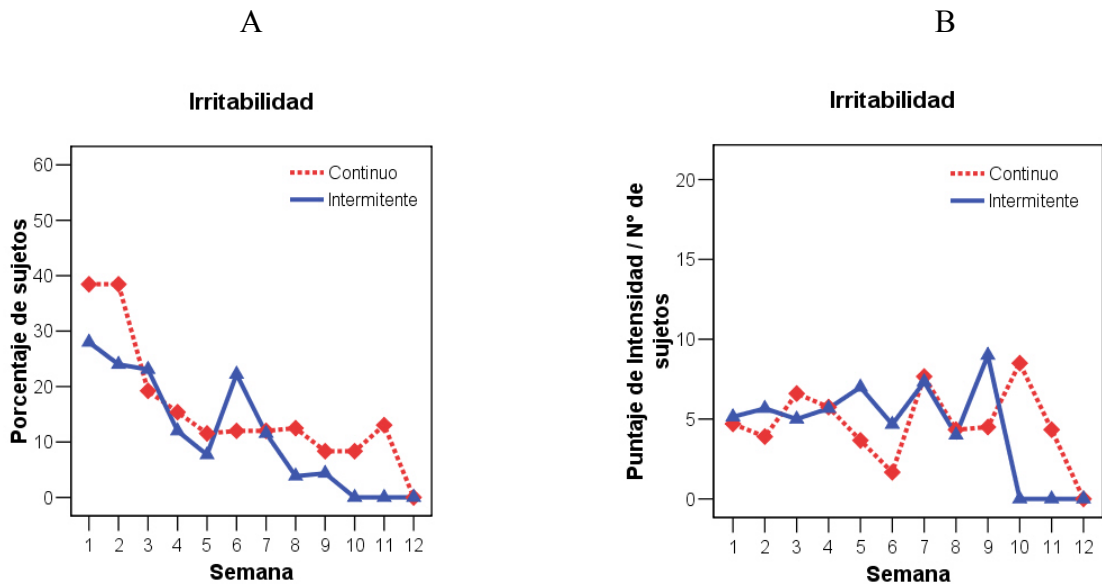 A
Irritabilidad
Porcentaje de sujetos
60
50
40
30
20
10
0
Continuo
Intermitente
1 2 3 4 5 6 7 8 9 10 11 12
Semana
B
Irritabilidad
Puntaje de Intensidad / N° de
sujetos
20
15
10
5
0
Continuo
Intermitente
1 2 3 4 5 6 7 8 9 10 11 12
Semana